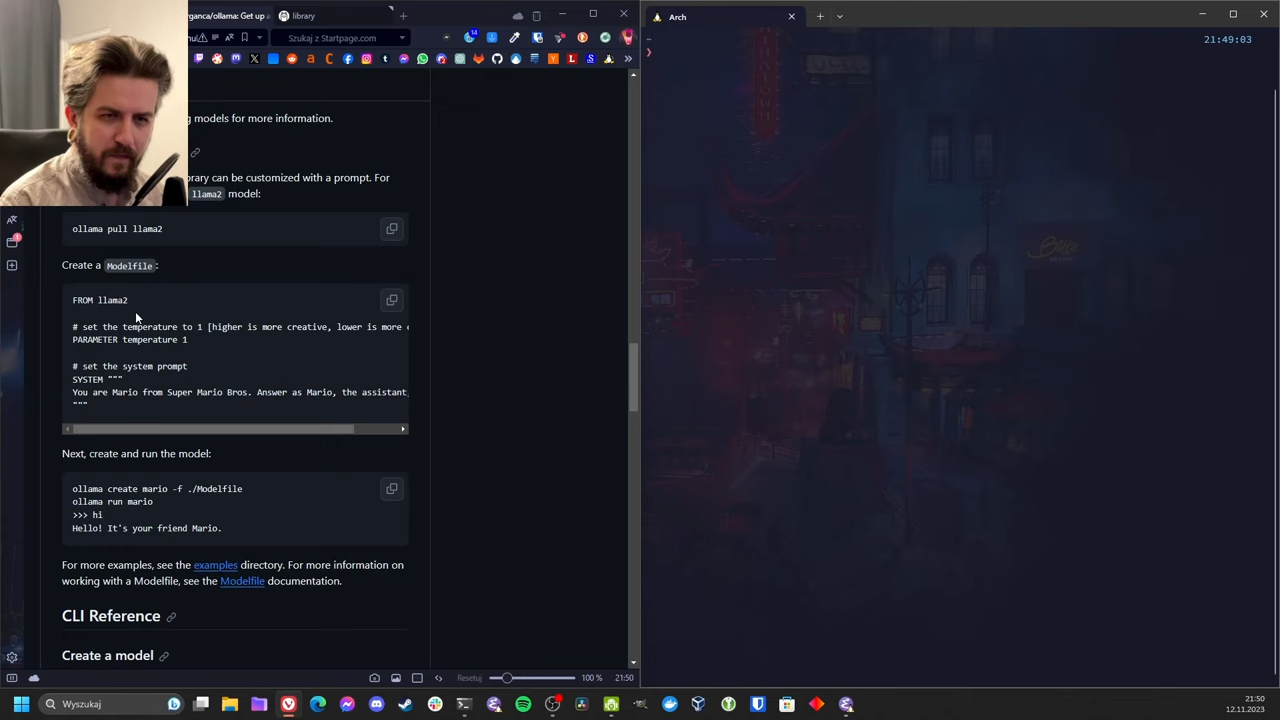 organca/ollama: Get up a
library
Arch
14
Szukaj z Startpage.com
21:49:03
g models for more information.
rary can be customized with a prompt. For
llama2 model:
ollama pull llama2
Create a Modelfile:
FROM llama2
# set the temperature to 1 [higher is more creative, lower is more c
PARAMETER temperature 1
# set the system prompt
SYSTEM """
You are Mario from Super Mario Bros. Answer as Mario, the assistant,
"""
Next, create and run the model:
ollama create mario -f ./Modelfile
ollama run mario
>>> hi
Hello! It's your friend Mario.
For more examples, see the examples directory. For more information on
working with a Modelfile, see the Modelfile documentation.
CLI Reference
Create a model
Resetuj
100 %
21:50
Wyszukaj
21:50
12.11.2023